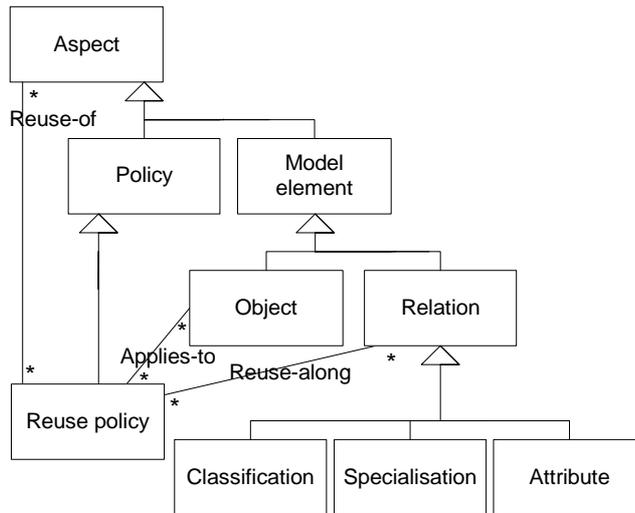 Aspect
*
Reuse-of
Policy
Model
element
Object
Relation
*
Applies-to
*
Reuse-along
*
*
*
Reuse policy
Classification
Specialisation
Attribute